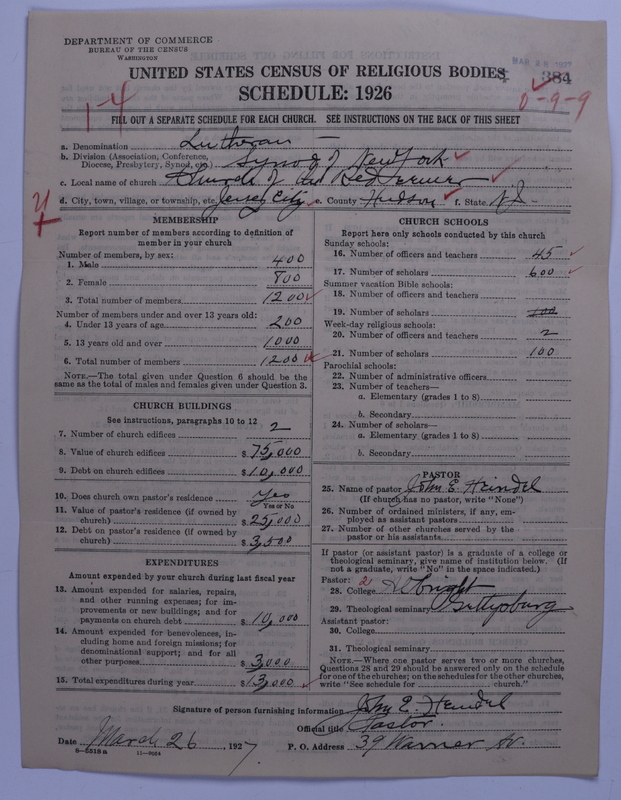 DEPARTMENT OF COMMERCE
BUREAU OF THE CENSUS
WASHINGTON
UNITED STATES CENSUS OF RELIGIOUS BODIES
SCHEDULE: 1926
384
1-4
0-9-9
FILL OUT A SEPARATE SCHEDULE FOR EACH CHURCH. SEE INSTRUCTIONS ON THE BACK OF THIS SHEET
a. Denomination Lutheran —
b. Division (Association, Conference, Diocese, Presbytery, Synod, etc.) Synod of New York
c. Local name of church Church of the Redeemer
d. City, town, village, or township, etc. Jersey City e. County Hudson f. State N J
MEMBERSHIP
Report number of members according to definition of
member in your church
Number of members, by sex:
1. Male 400
2. Female 800
3. Total number of members 1200
Number of members under and over 13 years old:
4. Under 13 years of age 200
5. 13 years old and over 1000
6. Total number of members 1200
NOTE.—The total given under Question 6 should be the
same as the total of males and females given under Question 3.
CHURCH BUILDINGS
See instructions, paragraphs 10 to 12
7. Number of church edifices 2
8. Value of church edifices $75,000
9. Debt on church edifices $10,000
10. Does church own pastor's residence yes
Yes or No
11. Value of pastor's residence (if owned by
church) $25,000
12. Debt on pastor's residence (if owned by
church) $3,500
EXPENDITURES
Amount expended by your church during last fiscal year
13. Amount expended for salaries, repairs,
and other running expenses; for im-
provements or new buildings; and for
payments on church debt $10,000
14. Amount expended for benevolences, in-
cluding home and foreign missions; for
denominational support; and for all
other purposes $3,000
15. Total expenditures during year $13,000
CHURCH SCHOOLS
Report here only schools conducted by this church
Sunday schools:
16. Number of officers and teachers 45
17. Number of scholars 600
Summer vacation Bible schools:
18. Number of officers and teachers
19. Number of scholars 100
Week-day religious schools:
20. Number of officers and teachers 2
21. Number of scholars 100
Parochial schools:
22. Number of administrative officers
23. Number of teachers—
a. Elementary (grades 1 to 8)
b. Secondary
24. Number of scholars—
a. Elementary (grades 1 to 8)
b. Secondary
PASTOR
25. Name of pastor John E. Heindel
(If church has no pastor, write "None")
26. Number of ordained ministers, if any, em-
ployed as assistant pastors
27. Number of other churches served by the
pastor or his assistants
If pastor (or assistant pastor) is a graduate of a college or
theological seminary, give name of institution below. (If
not a graduate, write "No" in the space indicated.)
Pastor:
28. College
29. Theological seminary Gettysburg
Assistant pastor:
30. College
31. Theological seminary
NOTE.—Where one pastor serves two or more churches,
Questions 28 and 29 should be answered only on the schedule
for one of the churches; on the schedules for the other churches,
write "See schedule for church."
Signature of person furnishing information John E. Heindel
Official title Pastor.
Date March 26, 1927 P. O. Address 39 Warner Av.
8-5518a 11-9054